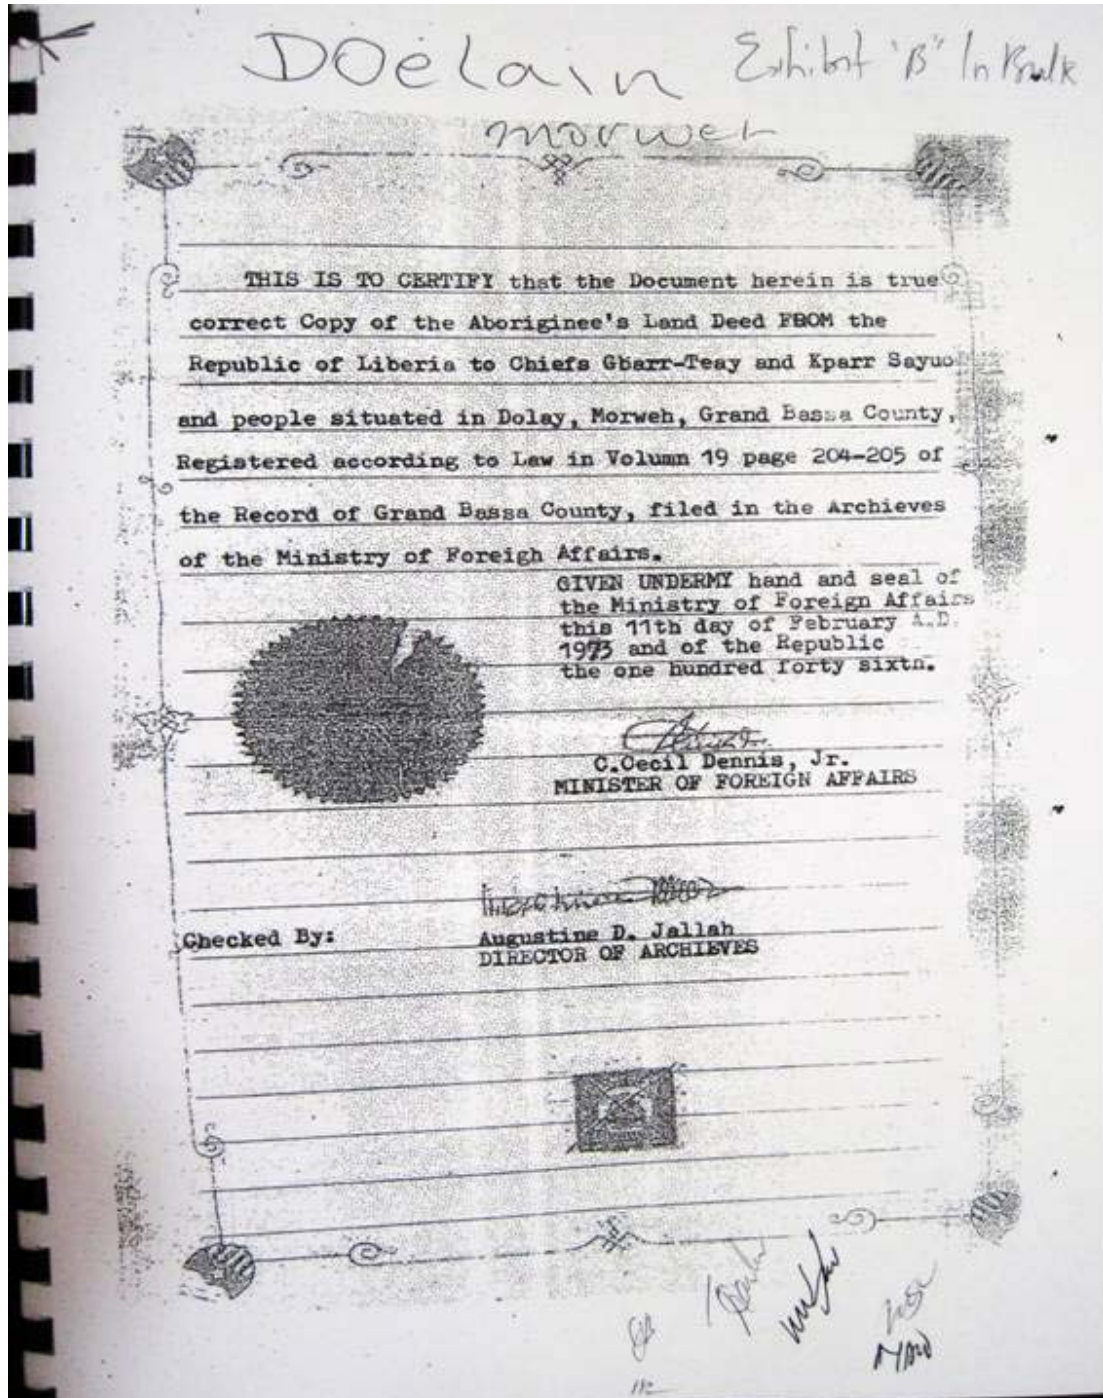 DOelain Exhibit "B" In Bulk
morweh
THIS IS TO CERTIFY that the Document herein is true
correct Copy of the Aboriginee's Land Deed FROM the
Republic of Liberia to Chiefs Gbarr-Teay and Kparr Sayuo
and people situated in Dolay, Morweh, Grand Bassa County,
Registered according to Law in Volumn 19 page 204-205 of
the Record of Grand Bassa County, filed in the Archieves
of the Ministry of Foreigh Affairs.
GIVEN UNDERMY hand and seal of
the Ministry of Foreign Affairs
this 11th day of February A.D.
1973 and of the Republic
the one hundred forty sixth.
C.Cecil Dennis, Jr.
MINISTER OF FOREIGN AFFAIRS
Checked By:
Augustine D. Jallah
DIRECTOR OF ARCHIEVES